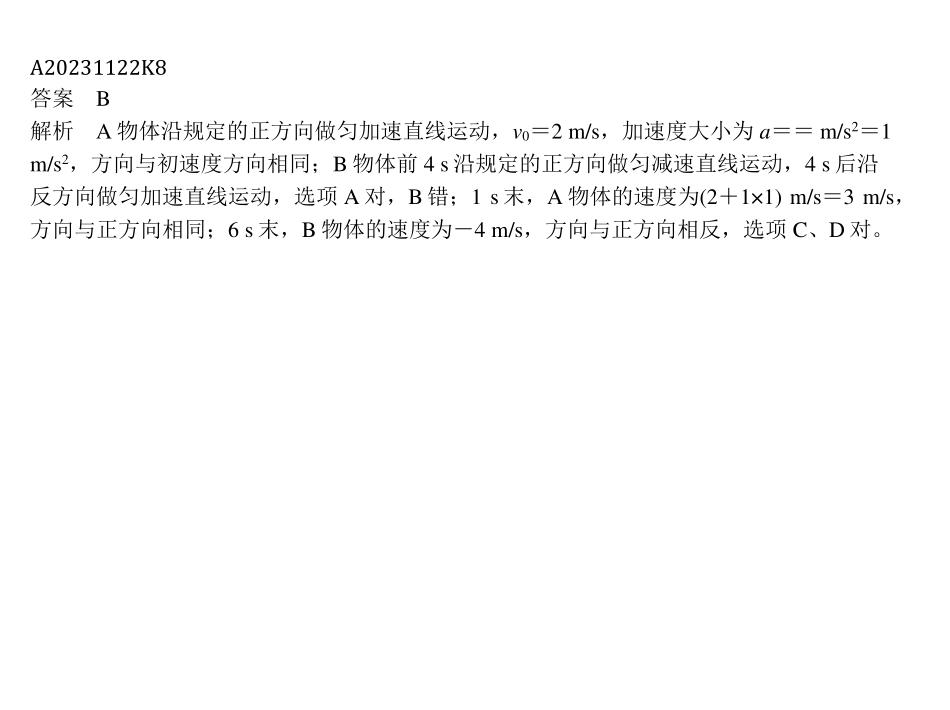 A20231122K8
答案　B
解析　A 物体沿规定的正方向做匀加速直线运动，v₀＝2 m/s，加速度大小为 a＝＝ m/s²＝1
m/s²，方向与初速度方向相同；B 物体前 4 s 沿规定的正方向做匀减速直线运动，4 s 后沿
反方向做匀加速直线运动，选项 A 对，B 错；1 s 末，A 物体的速度为(2＋1×1) m/s＝3 m/s，
方向与正方向相同；6 s 末，B 物体的速度为－4 m/s，方向与正方向相反，选项 C、D 对。